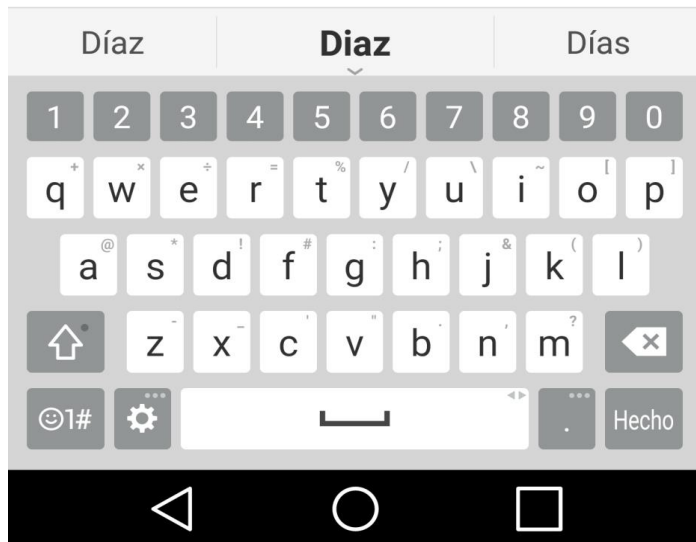 Díaz Diaz Días
1 2 3 4 5 6 7 8 9 0
q + w × e ÷ r = t % y / u \ i ~ o [ p ]
a @ s * d ! f # g : h ; j & k ( l )
z - x _ c ' v " b . n , m ?
☺1# . Hecho